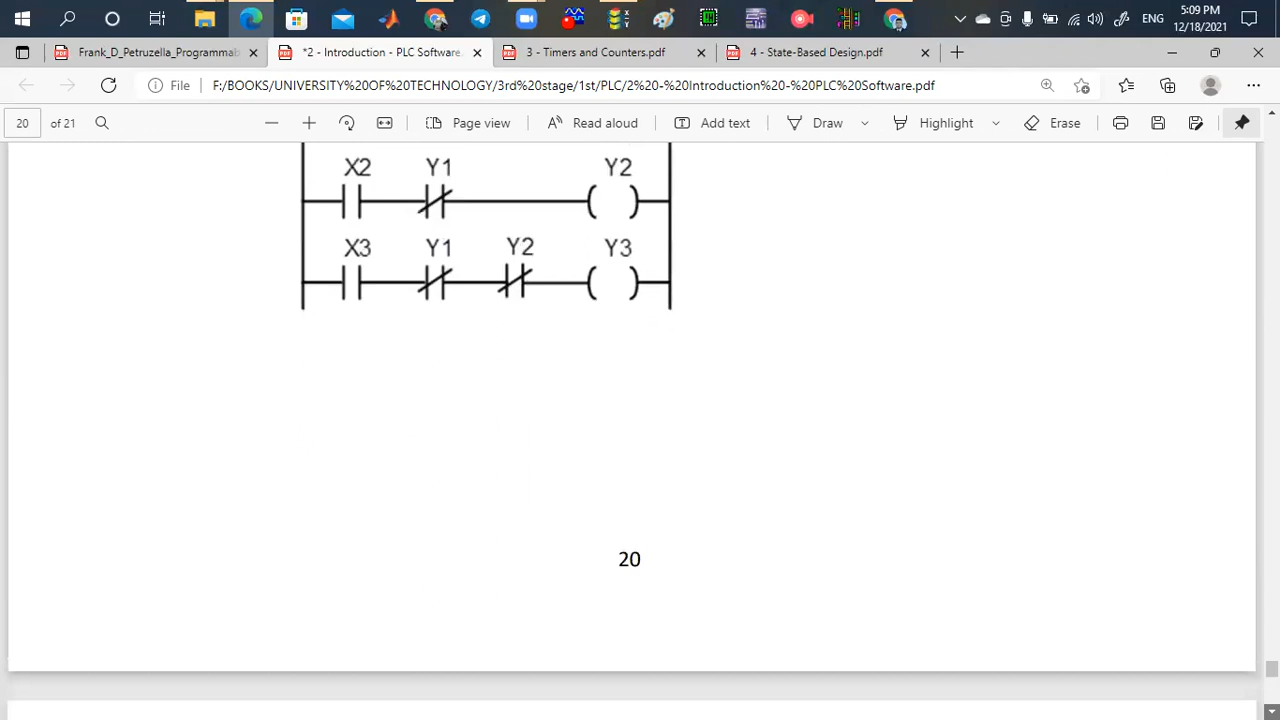 ENG
5:09 PM
12/18/2021
Frank_D_Petruzella_Programmab
*2 - Introduction - PLC Software.
3 - Timers and Counters.pdf
4 - State-Based Design.pdf
File
F:/BOOKS/UNIVERSITY%20OF%20TECHNOLOGY/3rd%20stage/1st/PLC/2%20-%20Introduction%20-%20PLC%20Software.pdf
20 of 21
Page view
Read aloud
Add text
Draw
Highlight
Erase
X2 Y1 Y2
X3 Y1 Y2 Y3
20